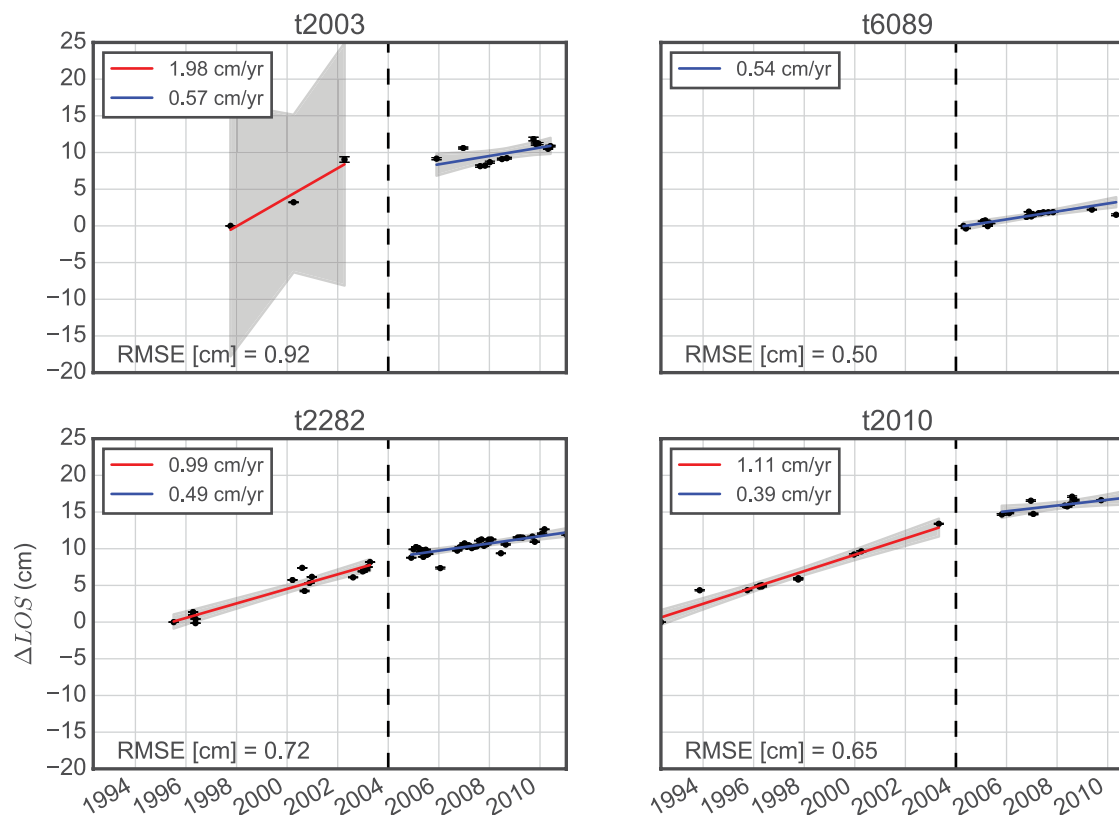 t2003
25
20
15
10
5
0
−5
−10
−15
−20
1.98 cm/yr
0.57 cm/yr
RMSE [cm] = 0.92
t6089
0.54 cm/yr
RMSE [cm] = 0.50
t2282
ΔLOS (cm)
25
20
15
10
5
0
−5
−10
−15
−20
0.99 cm/yr
0.49 cm/yr
RMSE [cm] = 0.72
1994
1996
1998
2000
2002
2004
2006
2008
2010
t2010
1.11 cm/yr
0.39 cm/yr
RMSE [cm] = 0.65
1994
1996
1998
2000
2002
2004
2006
2008
2010